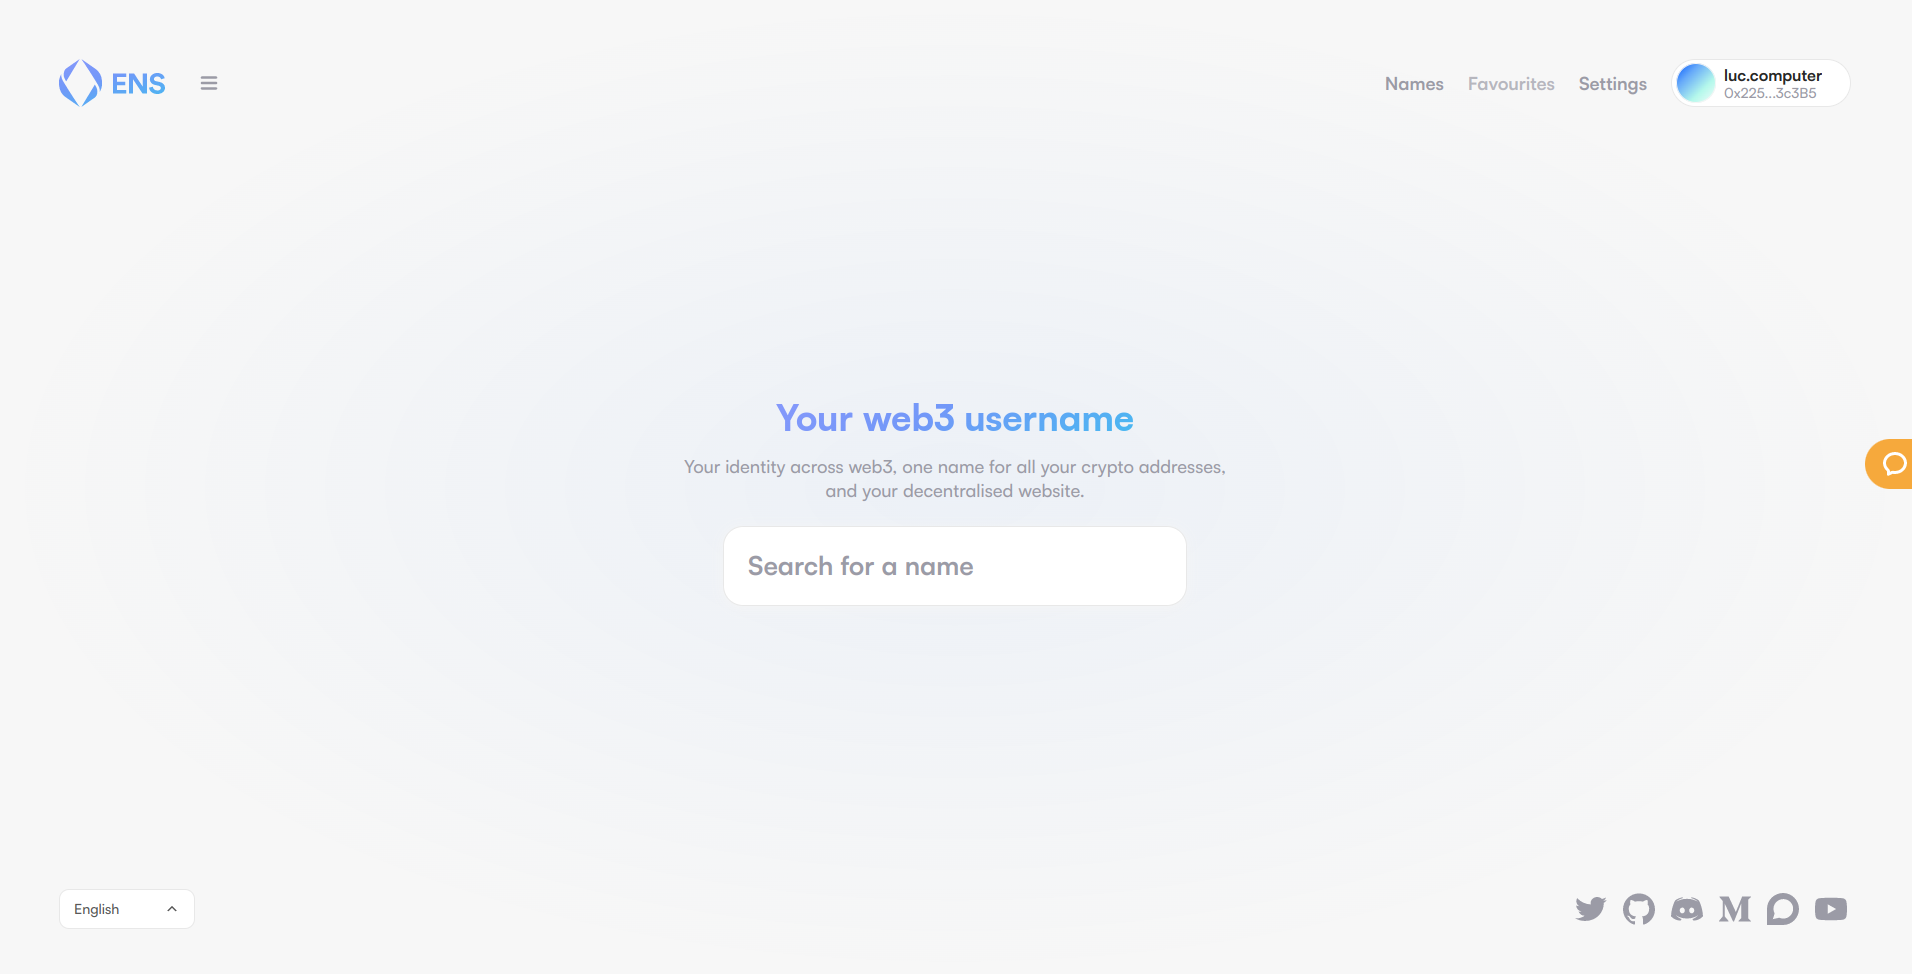 ENS
Names
Favourites
Settings
luc.computer
0x225...3c3B5
Your web3 username
Your identity across web3, one name for all your crypto addresses,
and your decentralised website.
Search for a name
English